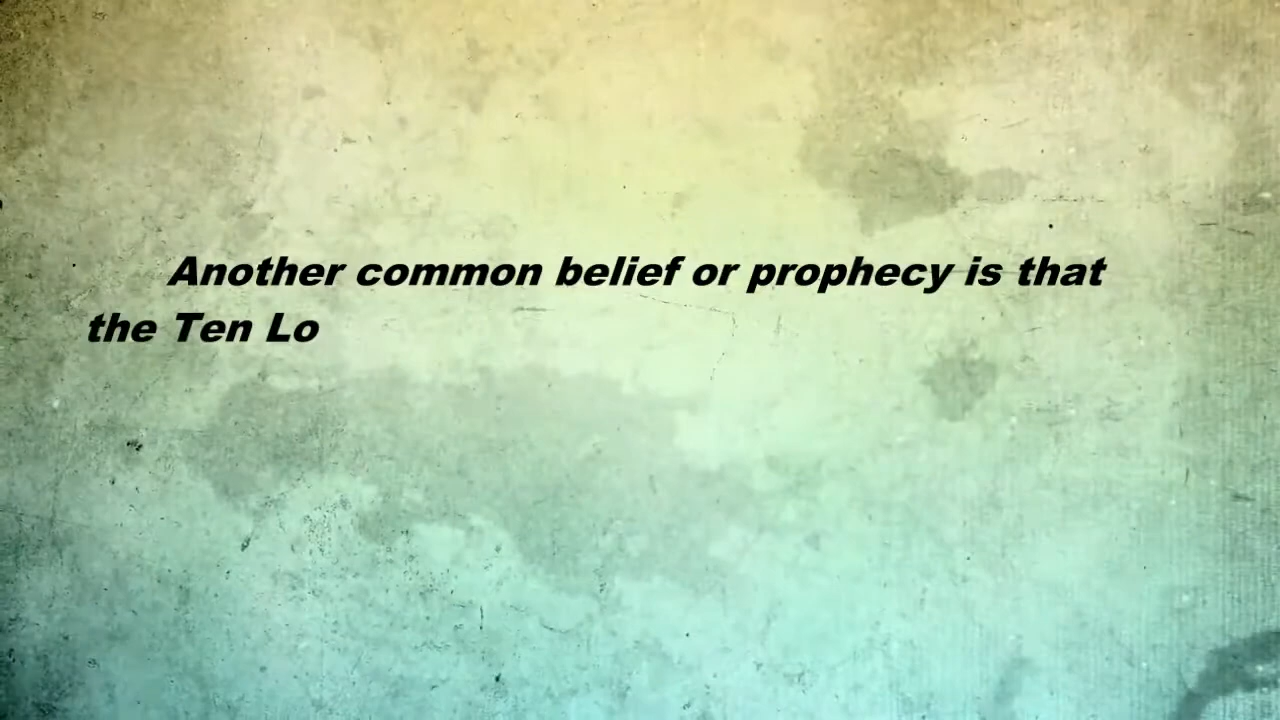 Another common belief or prophecy is that
the Ten Lo